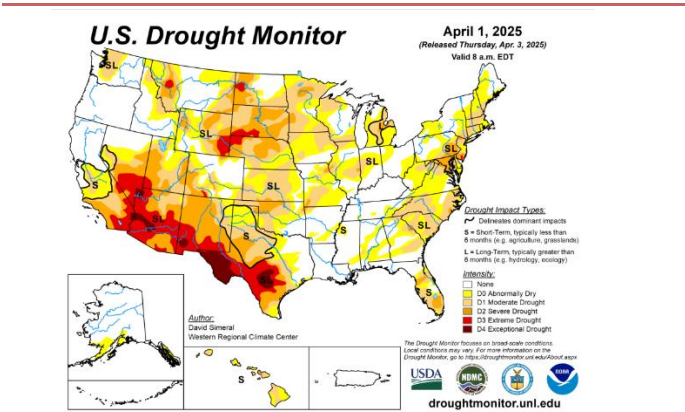 U.S. Drought Monitor
April 1, 2025
(Released Thursday, Apr. 3, 2025)
Valid 8 a.m. EDT
SL
SL
SL
SL
SL
S
SL
S
S
SL
S
Drought Impact Types:
Delineates dominant impacts
S = Short-Term, typically less than
6 months (e.g. agriculture, grasslands)
L = Long-Term, typically greater than
6 months (e.g. hydrology, ecology)
Intensity:
None
D0 Abnormally Dry
D1 Moderate Drought
D2 Severe Drought
D3 Extreme Drought
D4 Exceptional Drought
Author:
David Simeral
Western Regional Climate Center
S
The Drought Monitor focuses on broad-scale conditions.
Local conditions may vary. For more information on the
Drought Monitor, go to https://droughtmonitor.unl.edu/About.aspx
USDA
NDMC
NOAA
droughtmonitor.unl.edu